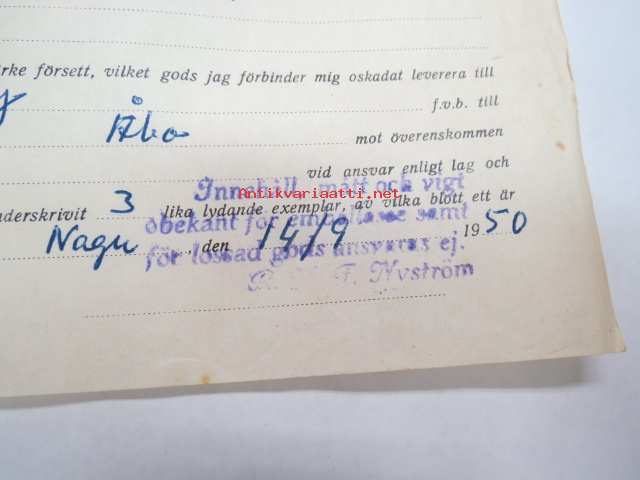 rke försett, vilket gods jag förbinder mig oskadat leverera till
f.v.b. till
Åbo mot överenskommen
vid ansvar enligt lag och
Innehåll, mått och vigt
Antikvariaatti.net
nderskrivit 3 lika lydande exemplar, av vilka blott ett är
obekant för emballage samt
Nagu den 14/9 1950
för lossad gods ansvaras ej.
F. Nyström